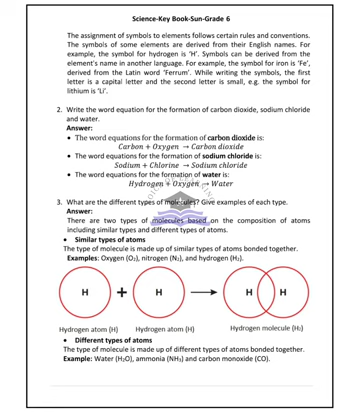 Science-Key Book-Sun-Grade 6
The assignment of symbols to elements follows certain rules and conventions.
The symbols of some elements are derived from their English names. For
example, the symbol for hydrogen is 'H'. Symbols can be derived from the
element's name in another language. For example, the symbol for iron is 'Fe',
derived from the Latin word 'Ferrum'. While writing the symbols, the first
letter is a capital letter and the second letter is small, e.g. the symbol for
lithium is 'Li'.
2. Write the word equation for the formation of carbon dioxide, sodium chloride
and water.
Answer:
• The word equations for the formation of carbon dioxide is:
Carbon + Oxygen → Carbon dioxide
• The word equations for the formation of sodium chloride is:
Sodium + Chlorine → Sodium chloride
• The word equations for the formation of water is:
Hydrogen + Oxygen → Water
3. What are the different types of molecules? Give examples of each type.
Answer:
There are two types of molecules based on the composition of atoms
including similar types and different types of atoms.
• Similar types of atoms
The type of molecule is made up of similar types of atoms bonded together.
Examples: Oxygen (O₂), nitrogen (N₂), and hydrogen (H₂).
H + H → H H
Hydrogen atom (H) Hydrogen atom (H) Hydrogen molecule (H₂)
• Different types of atoms
The type of molecule is made up of different types of atoms bonded together.
Example: Water (H₂O), ammonia (NH₃) and carbon monoxide (CO).